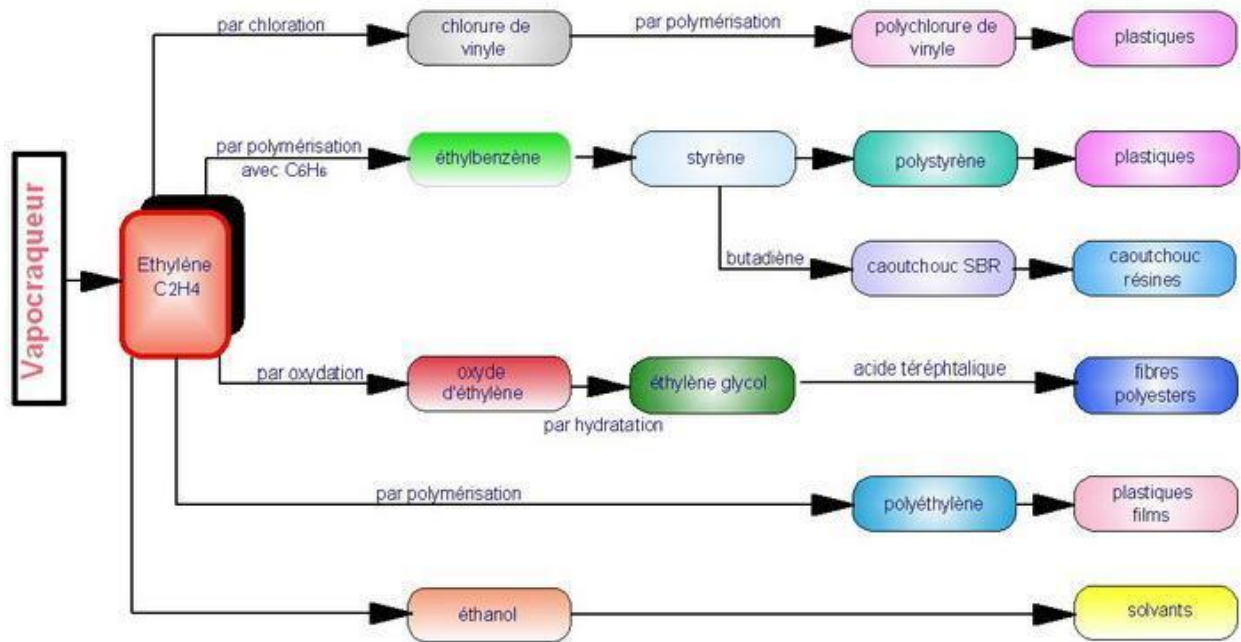 par chloration
chlorure de
vinyle
par polymérisation
polychlorure de
vinyle
plastiques
par polymérisation
avec C6H6
éthylbenzène
styrène
polystyrène
plastiques
Vapocraqueur
Ethylène
C2H4
butadiène
caoutchouc SBR
caoutchouc
résines
par oxydation
oxyde
d'éthylène
par hydratation
éthylène glycol
acide téréphtalique
fibres
polyesters
par polymérisation
polyéthylène
plastiques
films
éthanol
solvants